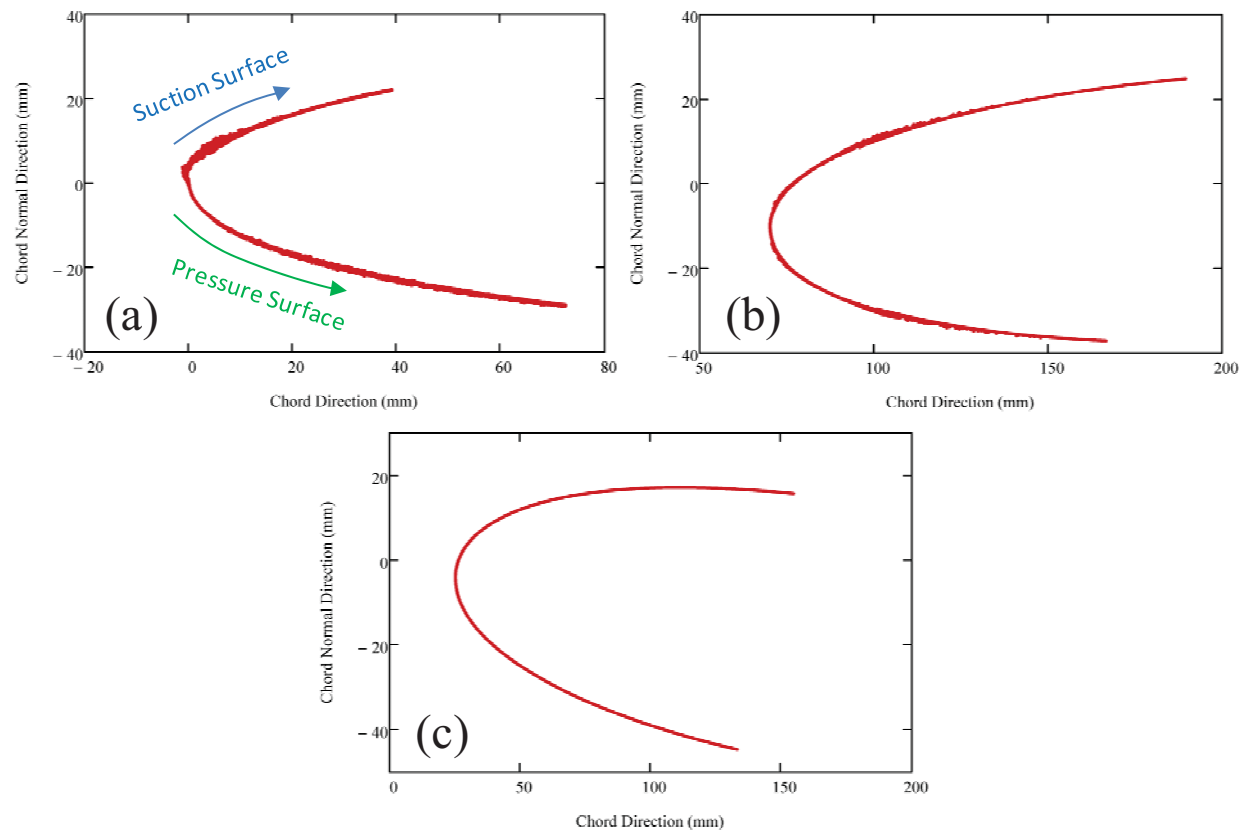 40
20
0
− 20
− 40
− 20
0
20
40
60
80
Chord Normal Direction (mm)
Chord Direction (mm)
Suction Surface
Pressure Surface
(a)
40
20
0
− 20
− 40
50
100
150
200
Chord Normal Direction (mm)
Chord Direction (mm)
(b)
20
0
− 20
− 40
0
50
100
150
200
Chord Normal Direction (mm)
Chord Direction (mm)
(c)